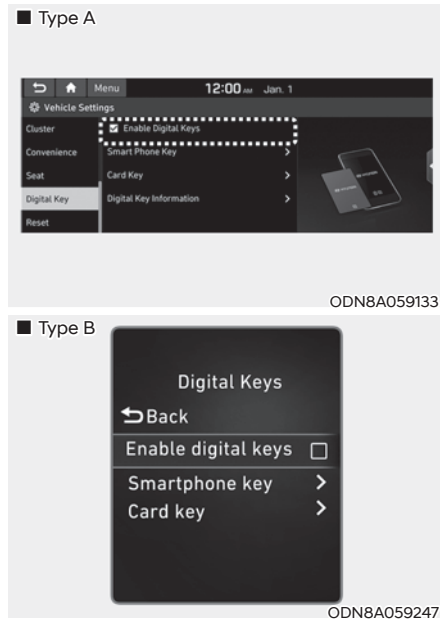 ■ Type A
Menu 12:00 AM Jan. 1
Vehicle Settings
Cluster
Enable Digital Keys
Convenience
Smart Phone Key
Seat
Card Key
Digital Key
Digital Key Information
Reset
ODN8A059133
■ Type B
Digital Keys
Back
Enable digital keys
Smartphone key
Card key
ODN8A059247